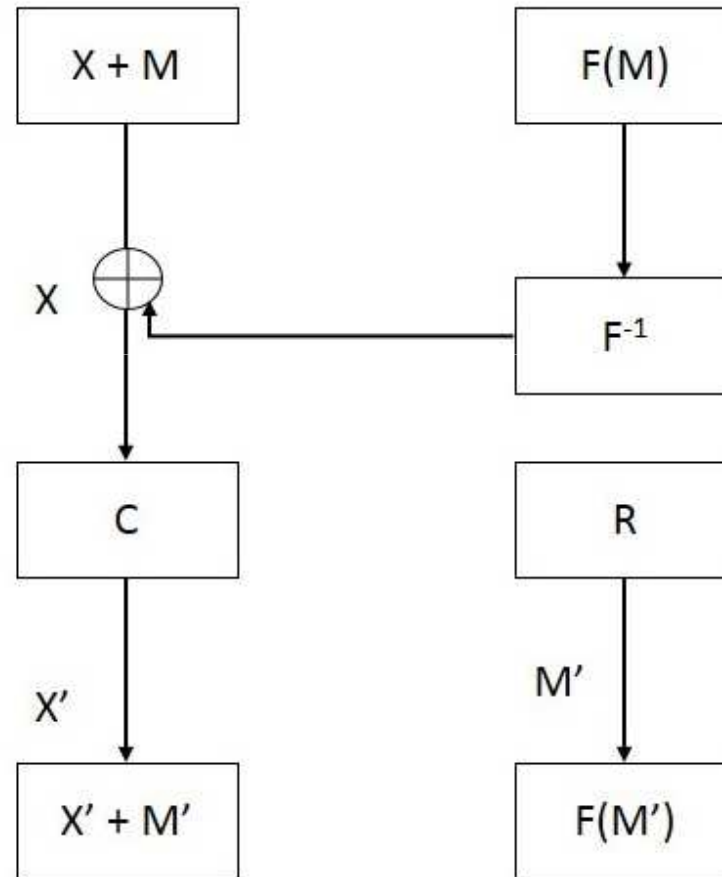 X + M
F(M)
X
F⁻¹
C
R
X’
M’
X’ + M’
F(M’)